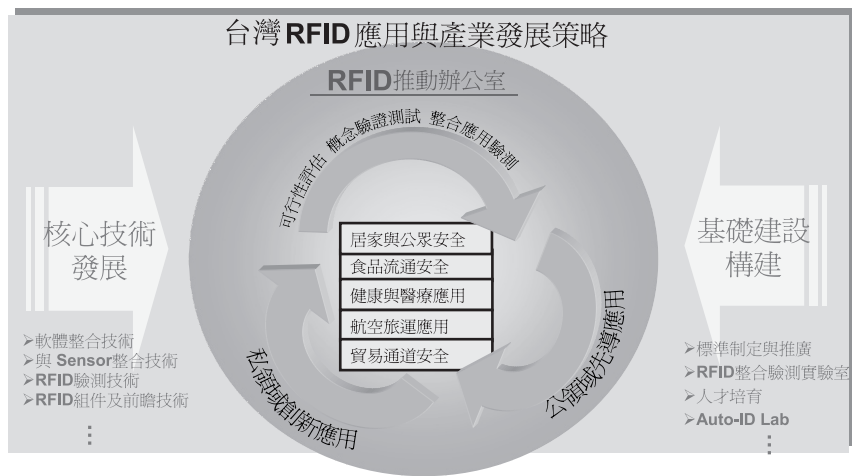 台灣 RFID 應用與產業發展策略
RFID推動辦公室
可行性評估 概念驗證測試 整合應用驗測
居家與公眾安全
食品流通安全
健康與醫療應用
航空旅運應用
貿易通道安全
私領域創新應用
公領域先導應用
核心技術
發展
➢軟體整合技術
➢與 Sensor整合技術
➢RFID驗測技術
➢RFID組件及前瞻技術
⋮
基礎建設
構建
➢標準制定與推廣
➢RFID整合驗測實驗室
➢人才培育
➢Auto-ID Lab
⋮